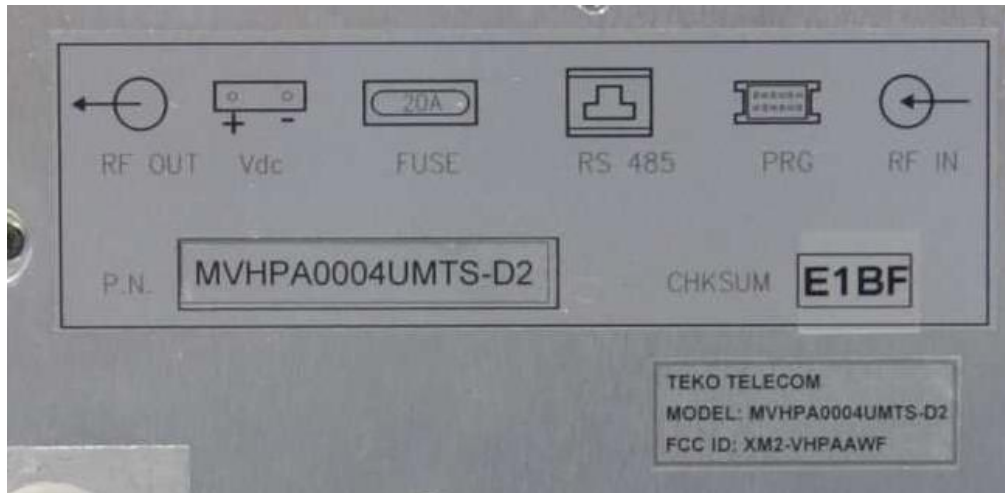 20A
+ -
RF OUT Vdc FUSE RS 485 PRG RF IN
P.N. MVHPA0004UMTS-D2 CHKSUM E1BF
TEKO TELECOM
MODEL: MVHPA0004UMTS-D2
FCC ID: XM2-VHPAAWF